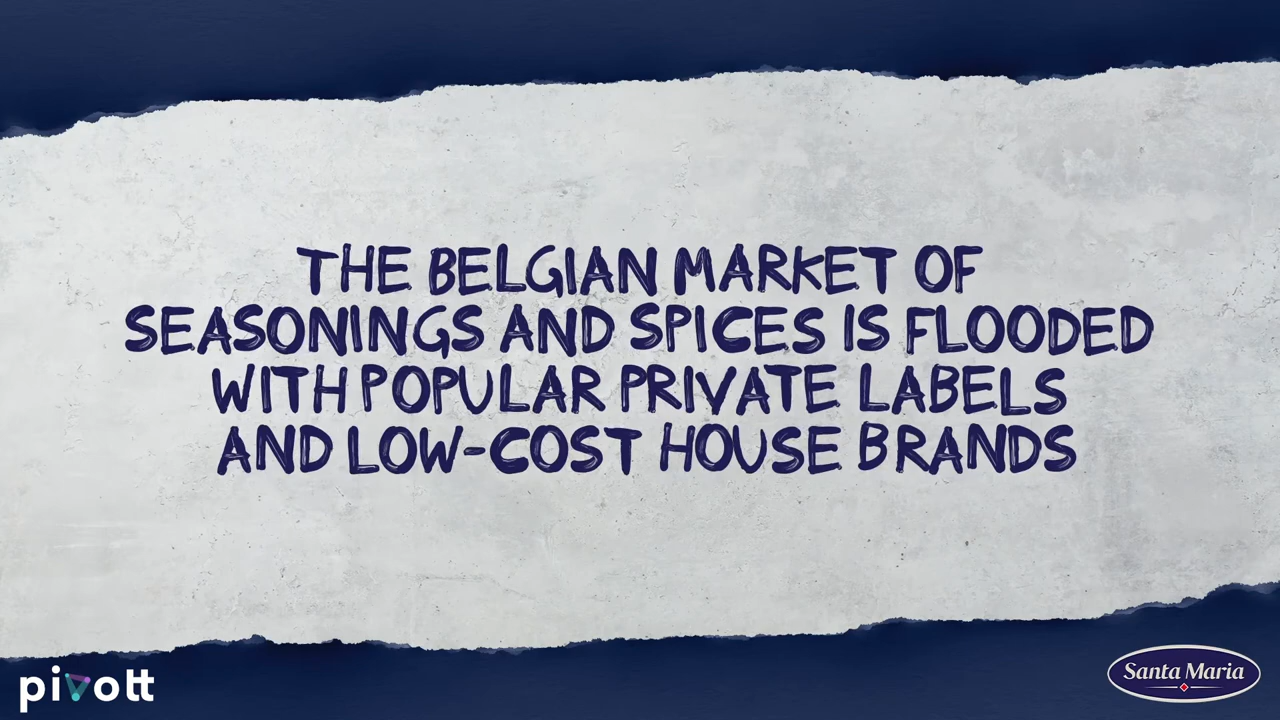 THE BELGIAN MARKET OF
SEASONINGS AND SPICES IS FLOODED
WITH POPULAR PRIVATE LABELS
AND LOW-COST HOUSE BRANDS
pivott
Santa Maria